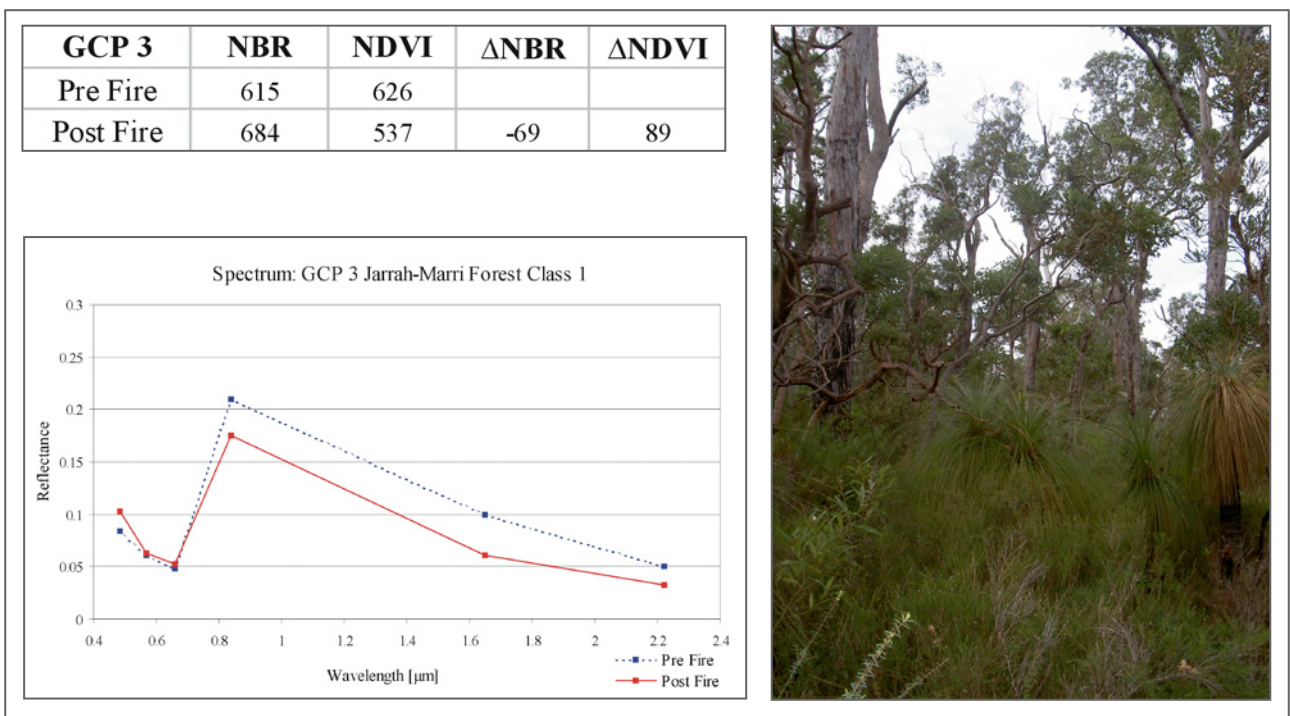 GCP 3 NBR NDVI ΔNBR ΔNDVI
Pre Fire 615 626
Post Fire 684 537 -69 89
Spectrum: GCP 3 Jarrah-Marri Forest Class 1
0.3
0.25
0.2
0.15
0.1
0.05
0
Reflectance
0.4 0.6 0.8 1 1.2 1.4 1.6 1.8 2 2.2 2.4
Wavelength [µm]
Pre Fire
Post Fire